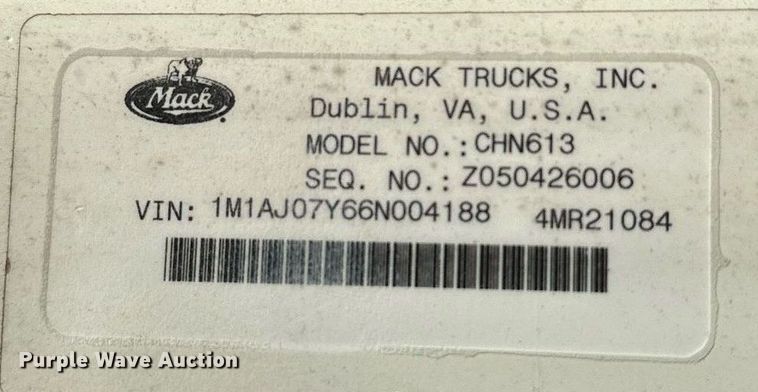 Mack
MACK TRUCKS, INC.
Dublin, VA, U.S.A.
MODEL NO.: CHN613
SEQ. NO.: Z050426006
VIN: 1M1AJ07Y66N004188 4MR21084
Purple Wave Auction